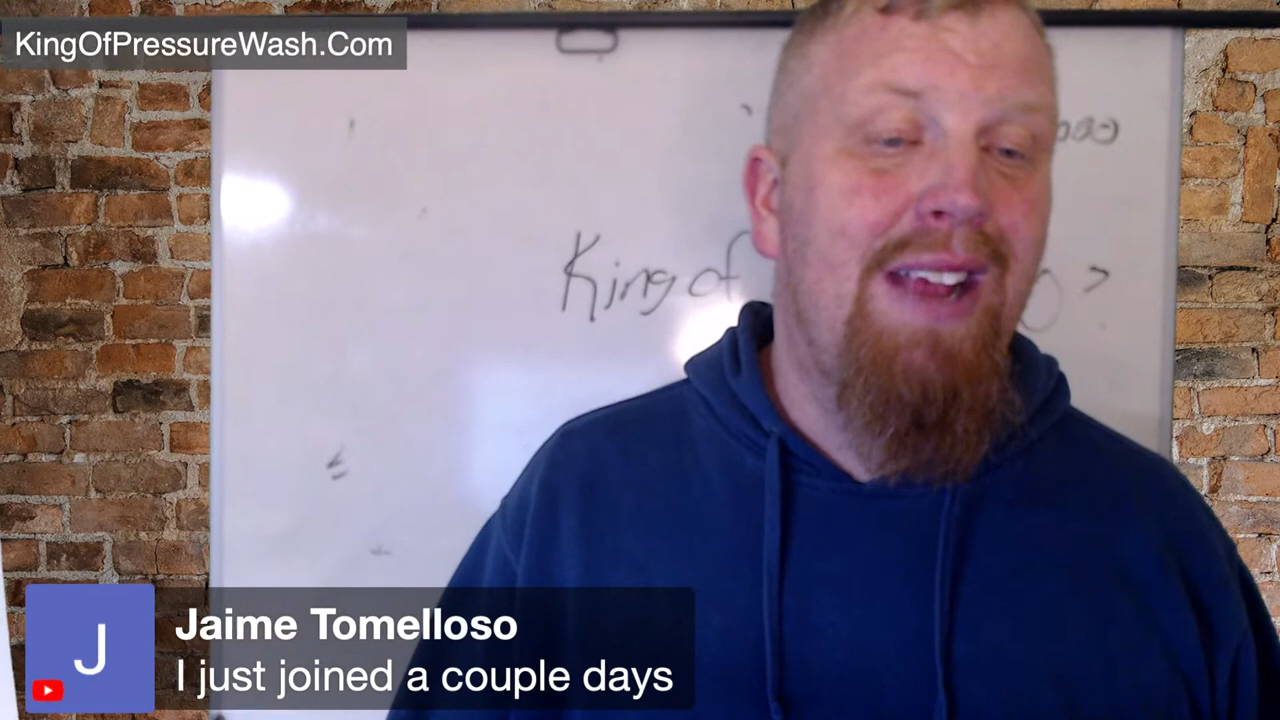 KingOfPressureWash.Com
King of
Jaime Tomelloso
I just joined a couple days
J